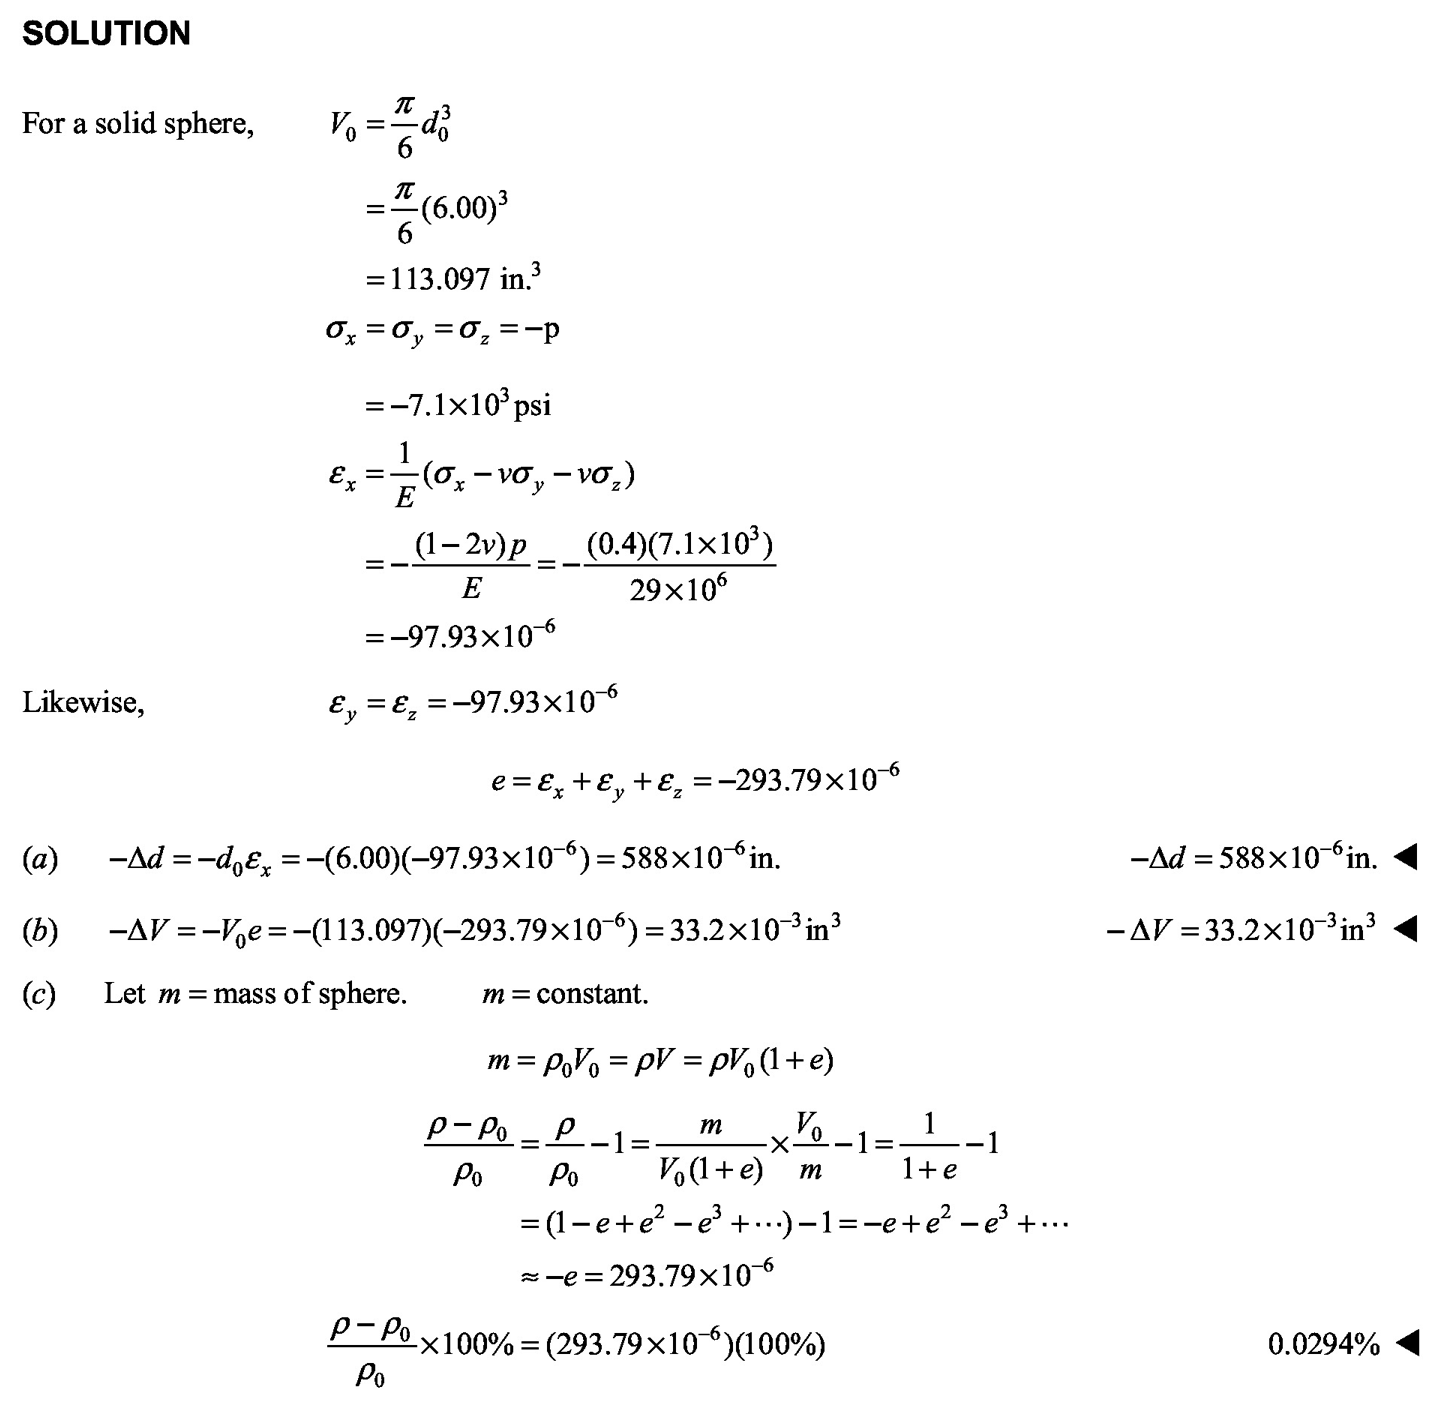 SOLUTION
For a solid sphere, V₀ = π/6 d₀³
= π/6 (6.00)³
= 113.097 in.³
σₓ = σ_y = σ_z = −p
= −7.1×10³ psi
εₓ = 1/E (σₓ − νσ_y − νσ_z)
= −(1 − 2ν)p/E = −(0.4)(7.1×10³)/(29×10⁶)
= −97.93×10⁻⁶
Likewise, ε_y = ε_z = −97.93×10⁻⁶
e = εₓ + ε_y + ε_z = −293.79×10⁻⁶
(a) −Δd = −d₀εₓ = −(6.00)(−97.93×10⁻⁶) = 588×10⁻⁶ in. −Δd = 588×10⁻⁶ in. ◀
(b) −ΔV = −V₀e = −(113.097)(−293.79×10⁻⁶) = 33.2×10⁻³ in³ −ΔV = 33.2×10⁻³ in³ ◀
(c) Let m = mass of sphere. m = constant.
m = ρ₀V₀ = ρV = ρV₀(1 + e)
(ρ − ρ₀)/ρ₀ = ρ/ρ₀ − 1 = m/(V₀(1 + e)) × V₀/m − 1 = 1/(1 + e) − 1
= (1 − e + e² − e³ + ⋯) − 1 = −e + e² − e³ + ⋯
≈ −e = 293.79×10⁻⁶
(ρ − ρ₀)/ρ₀ ×100% = (293.79×10⁻⁶)(100%) 0.0294% ◀